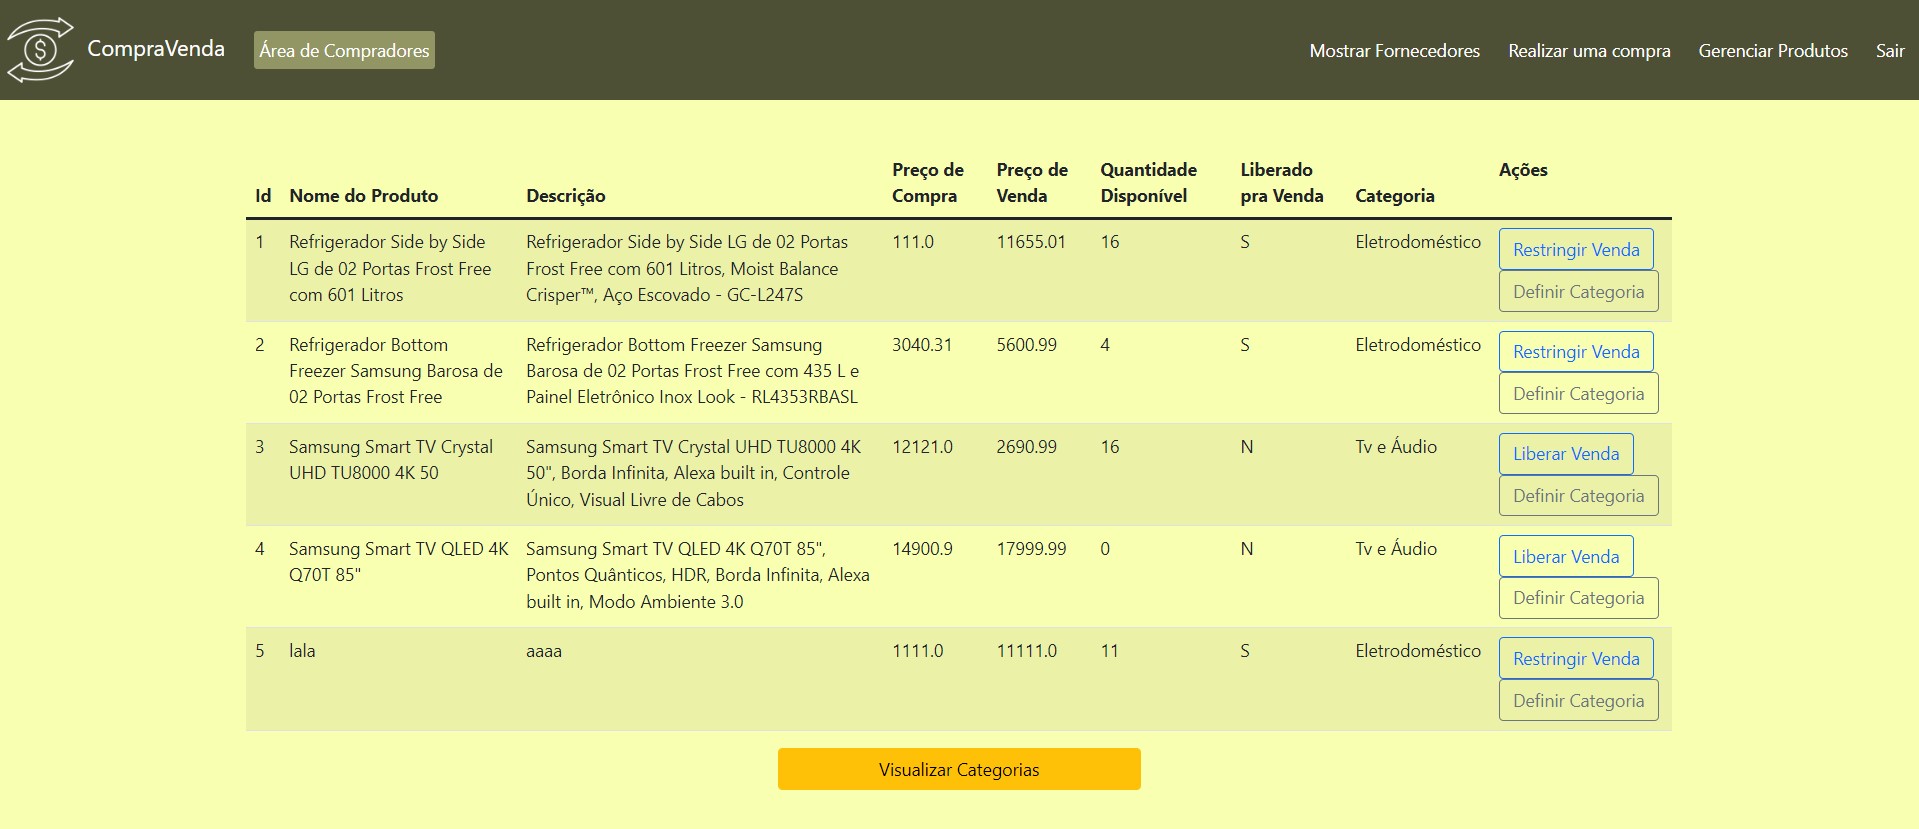 $
CompraVenda
Área de Compradores
Mostrar Fornecedores
Realizar uma compra
Gerenciar Produtos
Sair
Id
Nome do Produto
Descrição
Preço de
Compra
Preço de
Venda
Quantidade
Disponível
Liberado
pra Venda
Categoria
Ações
1
Refrigerador Side by Side
LG de 02 Portas Frost Free
com 601 Litros
Refrigerador Side by Side LG de 02 Portas
Frost Free com 601 Litros, Moist Balance
Crisper™, Aço Escovado - GC-L247S
111.0
11655.01
16
S
Eletrodoméstico
Restringir Venda
Definir Categoria
2
Refrigerador Bottom
Freezer Samsung Barosa de
02 Portas Frost Free
Refrigerador Bottom Freezer Samsung
Barosa de 02 Portas Frost Free com 435 L e
Painel Eletrônico Inox Look - RL4353RBASL
3040.31
5600.99
4
S
Eletrodoméstico
Restringir Venda
Definir Categoria
3
Samsung Smart TV Crystal
UHD TU8000 4K 50
Samsung Smart TV Crystal UHD TU8000 4K
50", Borda Infinita, Alexa built in, Controle
Único, Visual Livre de Cabos
12121.0
2690.99
16
N
Tv e Áudio
Liberar Venda
Definir Categoria
4
Samsung Smart TV QLED 4K
Q70T 85"
Samsung Smart TV QLED 4K Q70T 85",
Pontos Quânticos, HDR, Borda Infinita, Alexa
built in, Modo Ambiente 3.0
14900.9
17999.99
0
N
Tv e Áudio
Liberar Venda
Definir Categoria
5
lala
aaaa
1111.0
11111.0
11
S
Eletrodoméstico
Restringir Venda
Definir Categoria
Visualizar Categorias